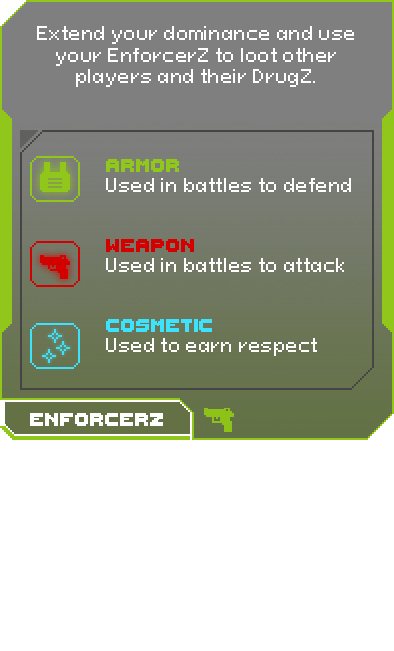 Extend your dominance and use
your EnforcerZ to loot other
players and their DrugZ.
ARMOR
Used in battles to defend
WEAPON
Used in battles to attack
COSMETIC
Used to earn respect
ENFORCERZ